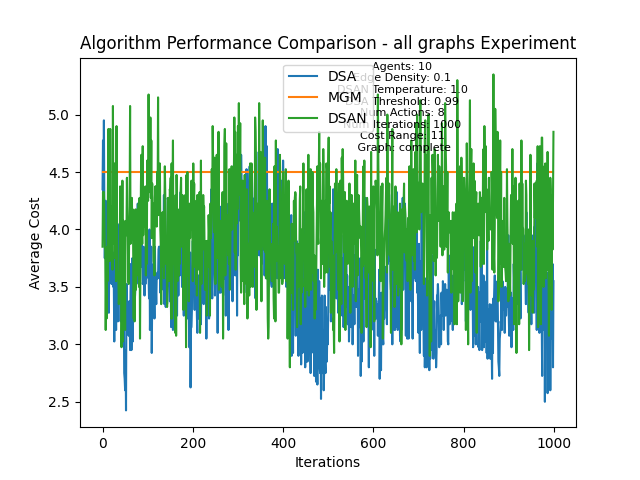 Algorithm Performance Comparison - all graphs Experiment
DSA
MGM
DSAN
Agents: 10
Edge Density: 0.1
DSAN Temperature: 1.0
DSA Threshold: 0.99
Num Actions: 8
Num Iterations: 1000
Cost Range: 11
Graph: complete
Average Cost
5.0
4.5
4.0
3.5
3.0
2.5
0
200
400
600
800
1000
Iterations